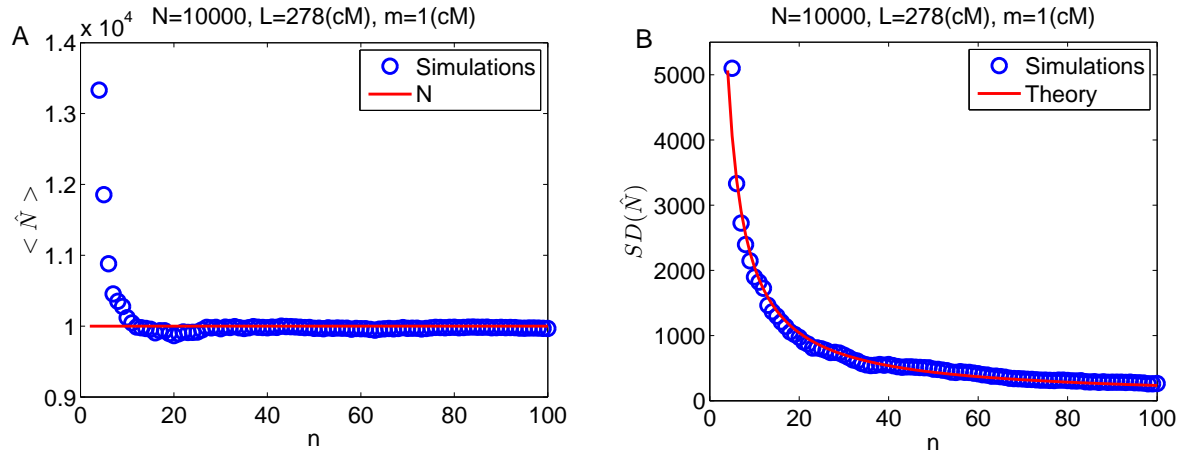 N=10000, L=278(cM), m=1(cM)
A
x 10⁴
1.4
1.3
1.2
1.1
1
0.9
< N̂ >
Simulations
N
0 20 40 60 80 100
n
N=10000, L=278(cM), m=1(cM)
B
5000
4000
3000
2000
1000
0
SD(N̂)
Simulations
Theory
0 20 40 60 80 100
n